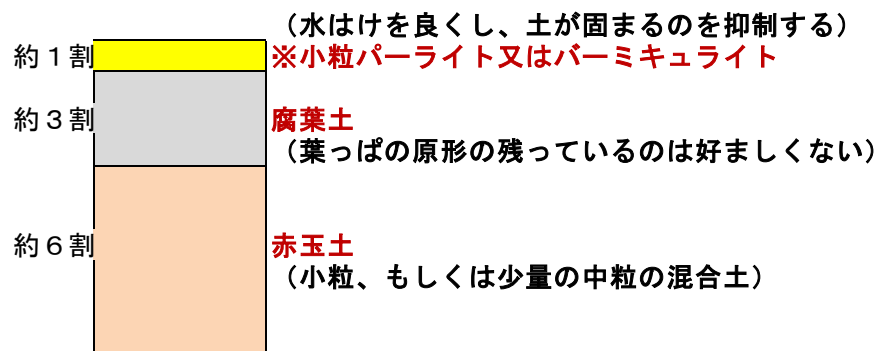 （水はけを良くし、土が固まるのを抑制する）
約１割 ※小粒パーライト又はバーミキュライト
約３割 腐葉土
（葉っぱの原形の残っているのは好ましくない）
約６割 赤玉土
（小粒、もしくは少量の中粒の混合土）